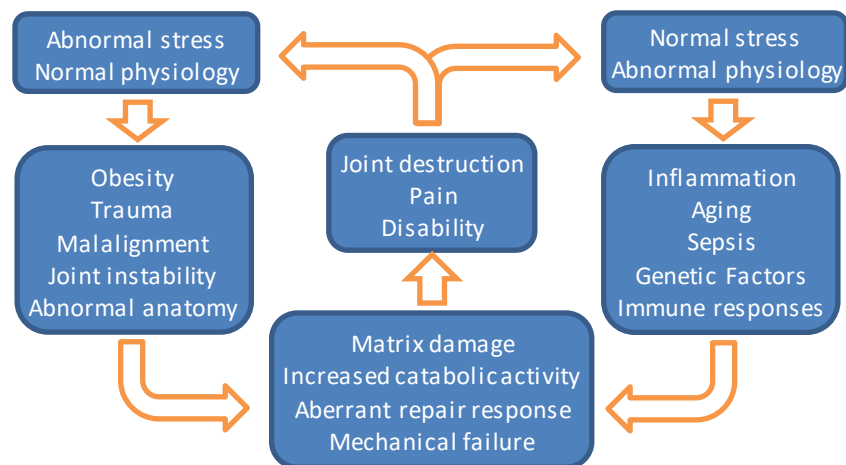 Abnormal stress
Normal physiology
Normal stress
Abnormal physiology
Obesity
Trauma
Malalignment
Joint instability
Abnormal anatomy
Joint destruction
Pain
Disability
Inflammation
Aging
Sepsis
Genetic Factors
Immune responses
Matrix damage
Increased catabolic activity
Aberrant repair response
Mechanical failure